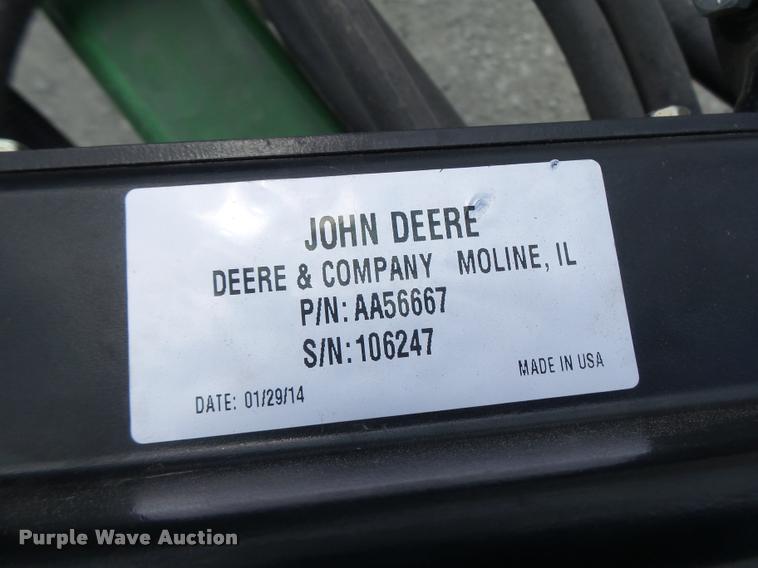 JOHN DEERE
DEERE & COMPANY MOLINE, IL
P/N: AA56667
S/N: 106247
DATE: 01/29/14 MADE IN USA
Purple Wave Auction